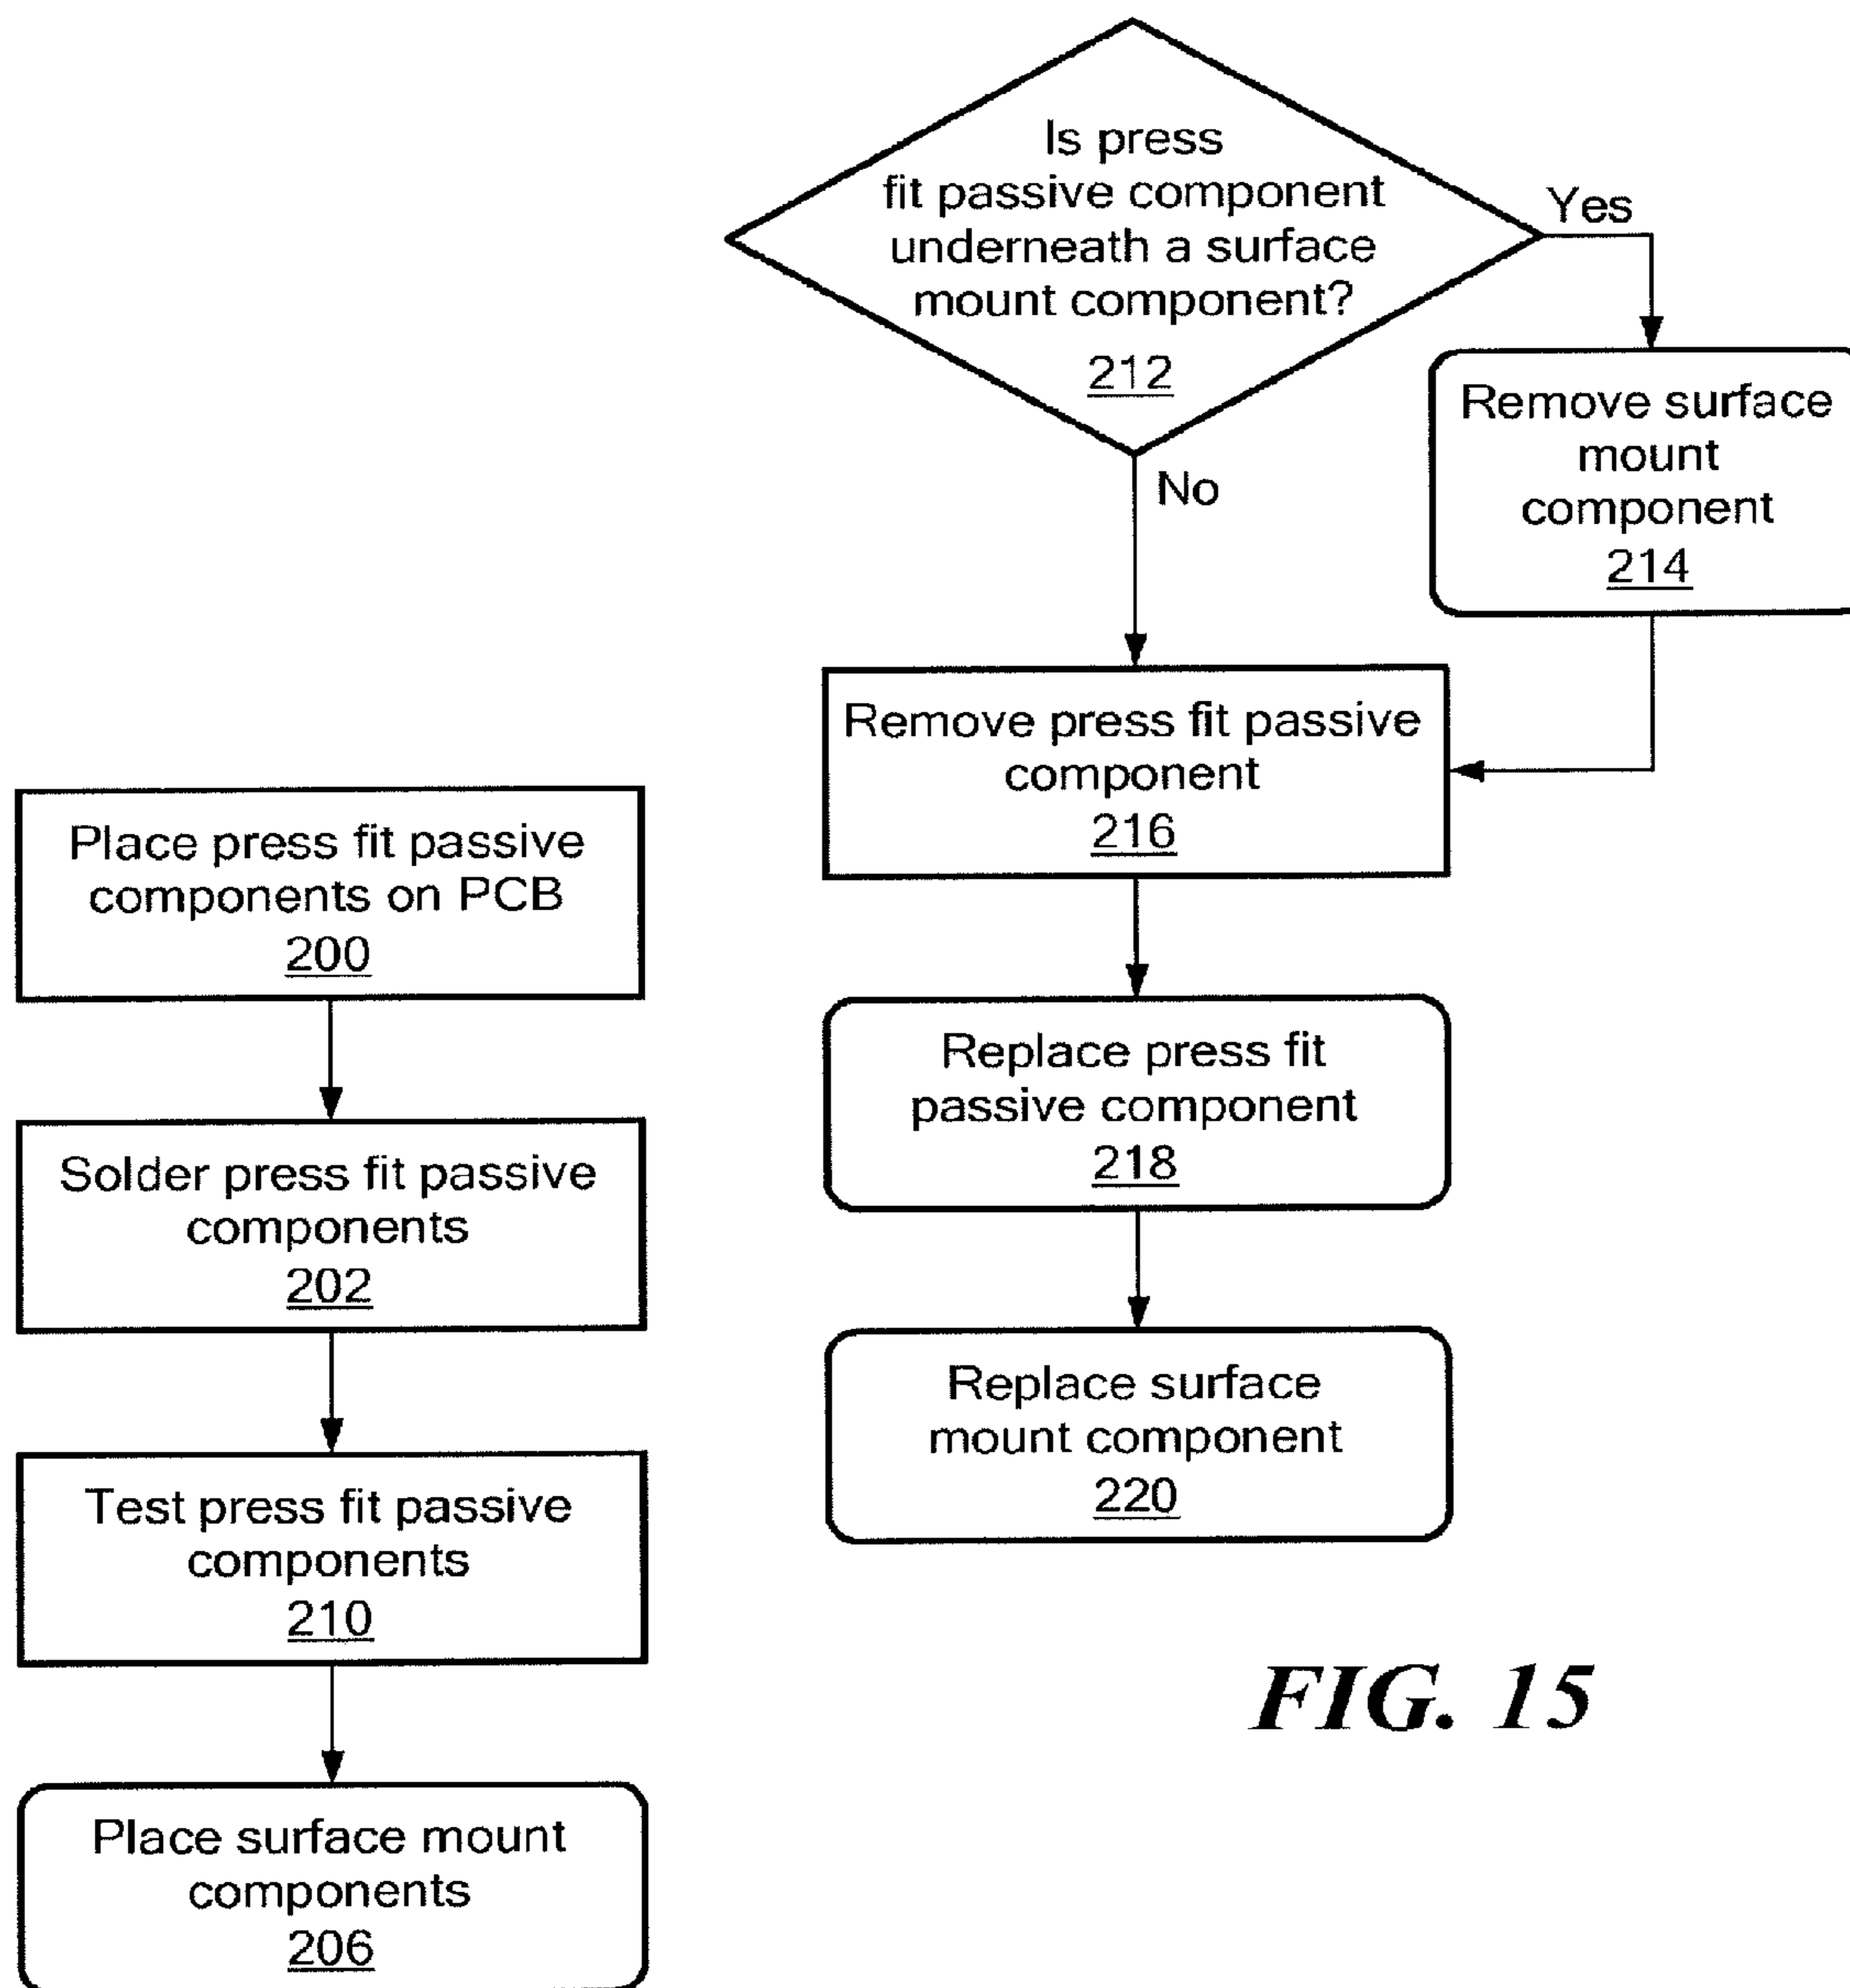 Is press
fit passive component
underneath a surface
mount component?
212
Yes
No
Remove surface
mount
component
214
Remove press fit passive
component
216
Replace press fit
passive component
218
Replace surface
mount component
220
Place press fit passive
components on PCB
200
Solder press fit passive
components
202
Test press fit passive
components
210
Place surface mount
components
206
FIG. 15